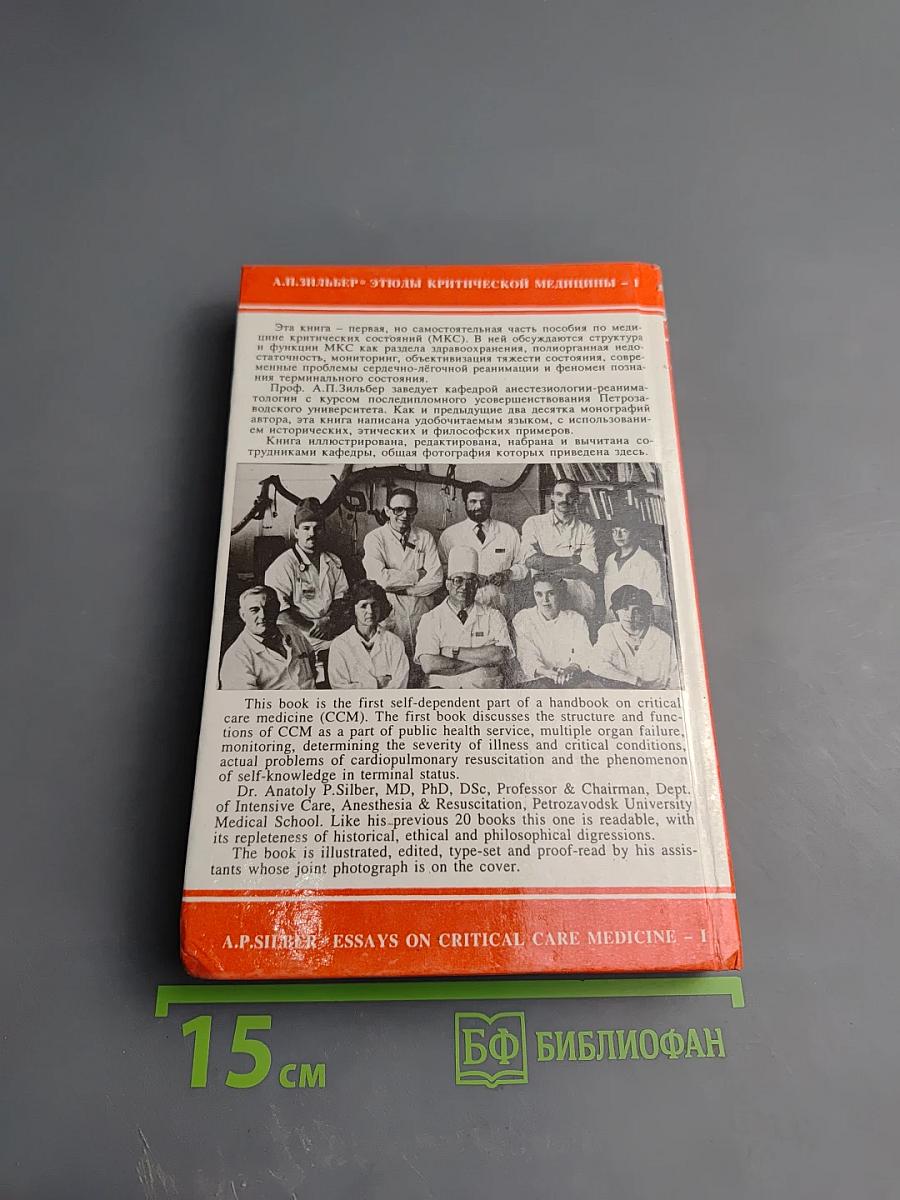 А.П.ЗИЛЬБЕР * ЭТЮДЫ КРИТИЧЕСКОЙ МЕДИЦИНЫ – I
Эта книга – первая, но самостоятельная часть пособия по меди-
цине критических состояний (МКС). В ней обсуждаются структура
и функции МКС как раздела здравоохранения, полиорганная недо-
статочность, мониторинг, объективизация тяжести состояния, совре-
менные проблемы сердечно-лёгочной реанимации и феномен позна-
ния терминального состояния.
Проф. А.П.Зильбер заведует кафедрой анестезиологии-реанима-
тологии с курсом последипломного усовершенствования Петроза-
водского университета. Как и предыдущие два десятка монографий
автора, эта книга написана удобочитаемым языком, с использовани-
ем исторических, этических и философских примеров.
Книга иллюстрирована, редактирована, набрана и вычитана со-
трудниками кафедры, общая фотография которых приведена здесь.
This book is the first self-dependent part of a handbook on critical
care medicine (CCM). The first book discusses the structure and func-
tions of CCM as a part of public health service, multiple organ failure,
monitoring, determining the severity of illness and critical conditions,
actual problems of cardiopulmonary resuscitation and the phenomenon
of self-knowledge in terminal status.
Dr. Anatoly P.Silber, MD, PhD, DSc, Professor & Chairman, Dept.
of Intensive Care, Anesthesia & Resuscitation, Petrozavodsk University
Medical School. Like his previous 20 books this one is readable, with
its repleteness of historical, ethical and philosophical digressions.
The book is illustrated, edited, type-set and proof-read by his assis-
tants whose joint photograph is on the cover.
A.P.SILBER * ESSAYS ON CRITICAL CARE MEDICINE – I
15 см
БФ БИБЛИОФАН